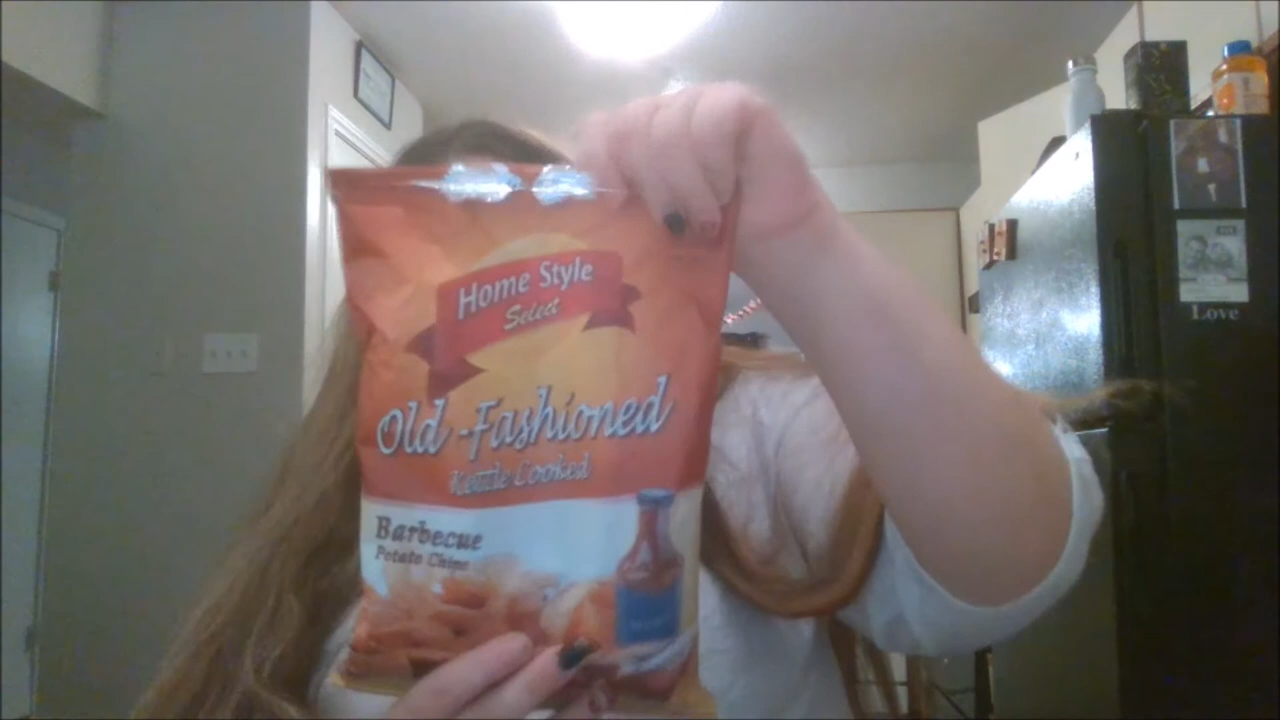 Home Style
Select
Old-Fashioned
Kettle Cooked
Barbecue
Potato Chips
Love